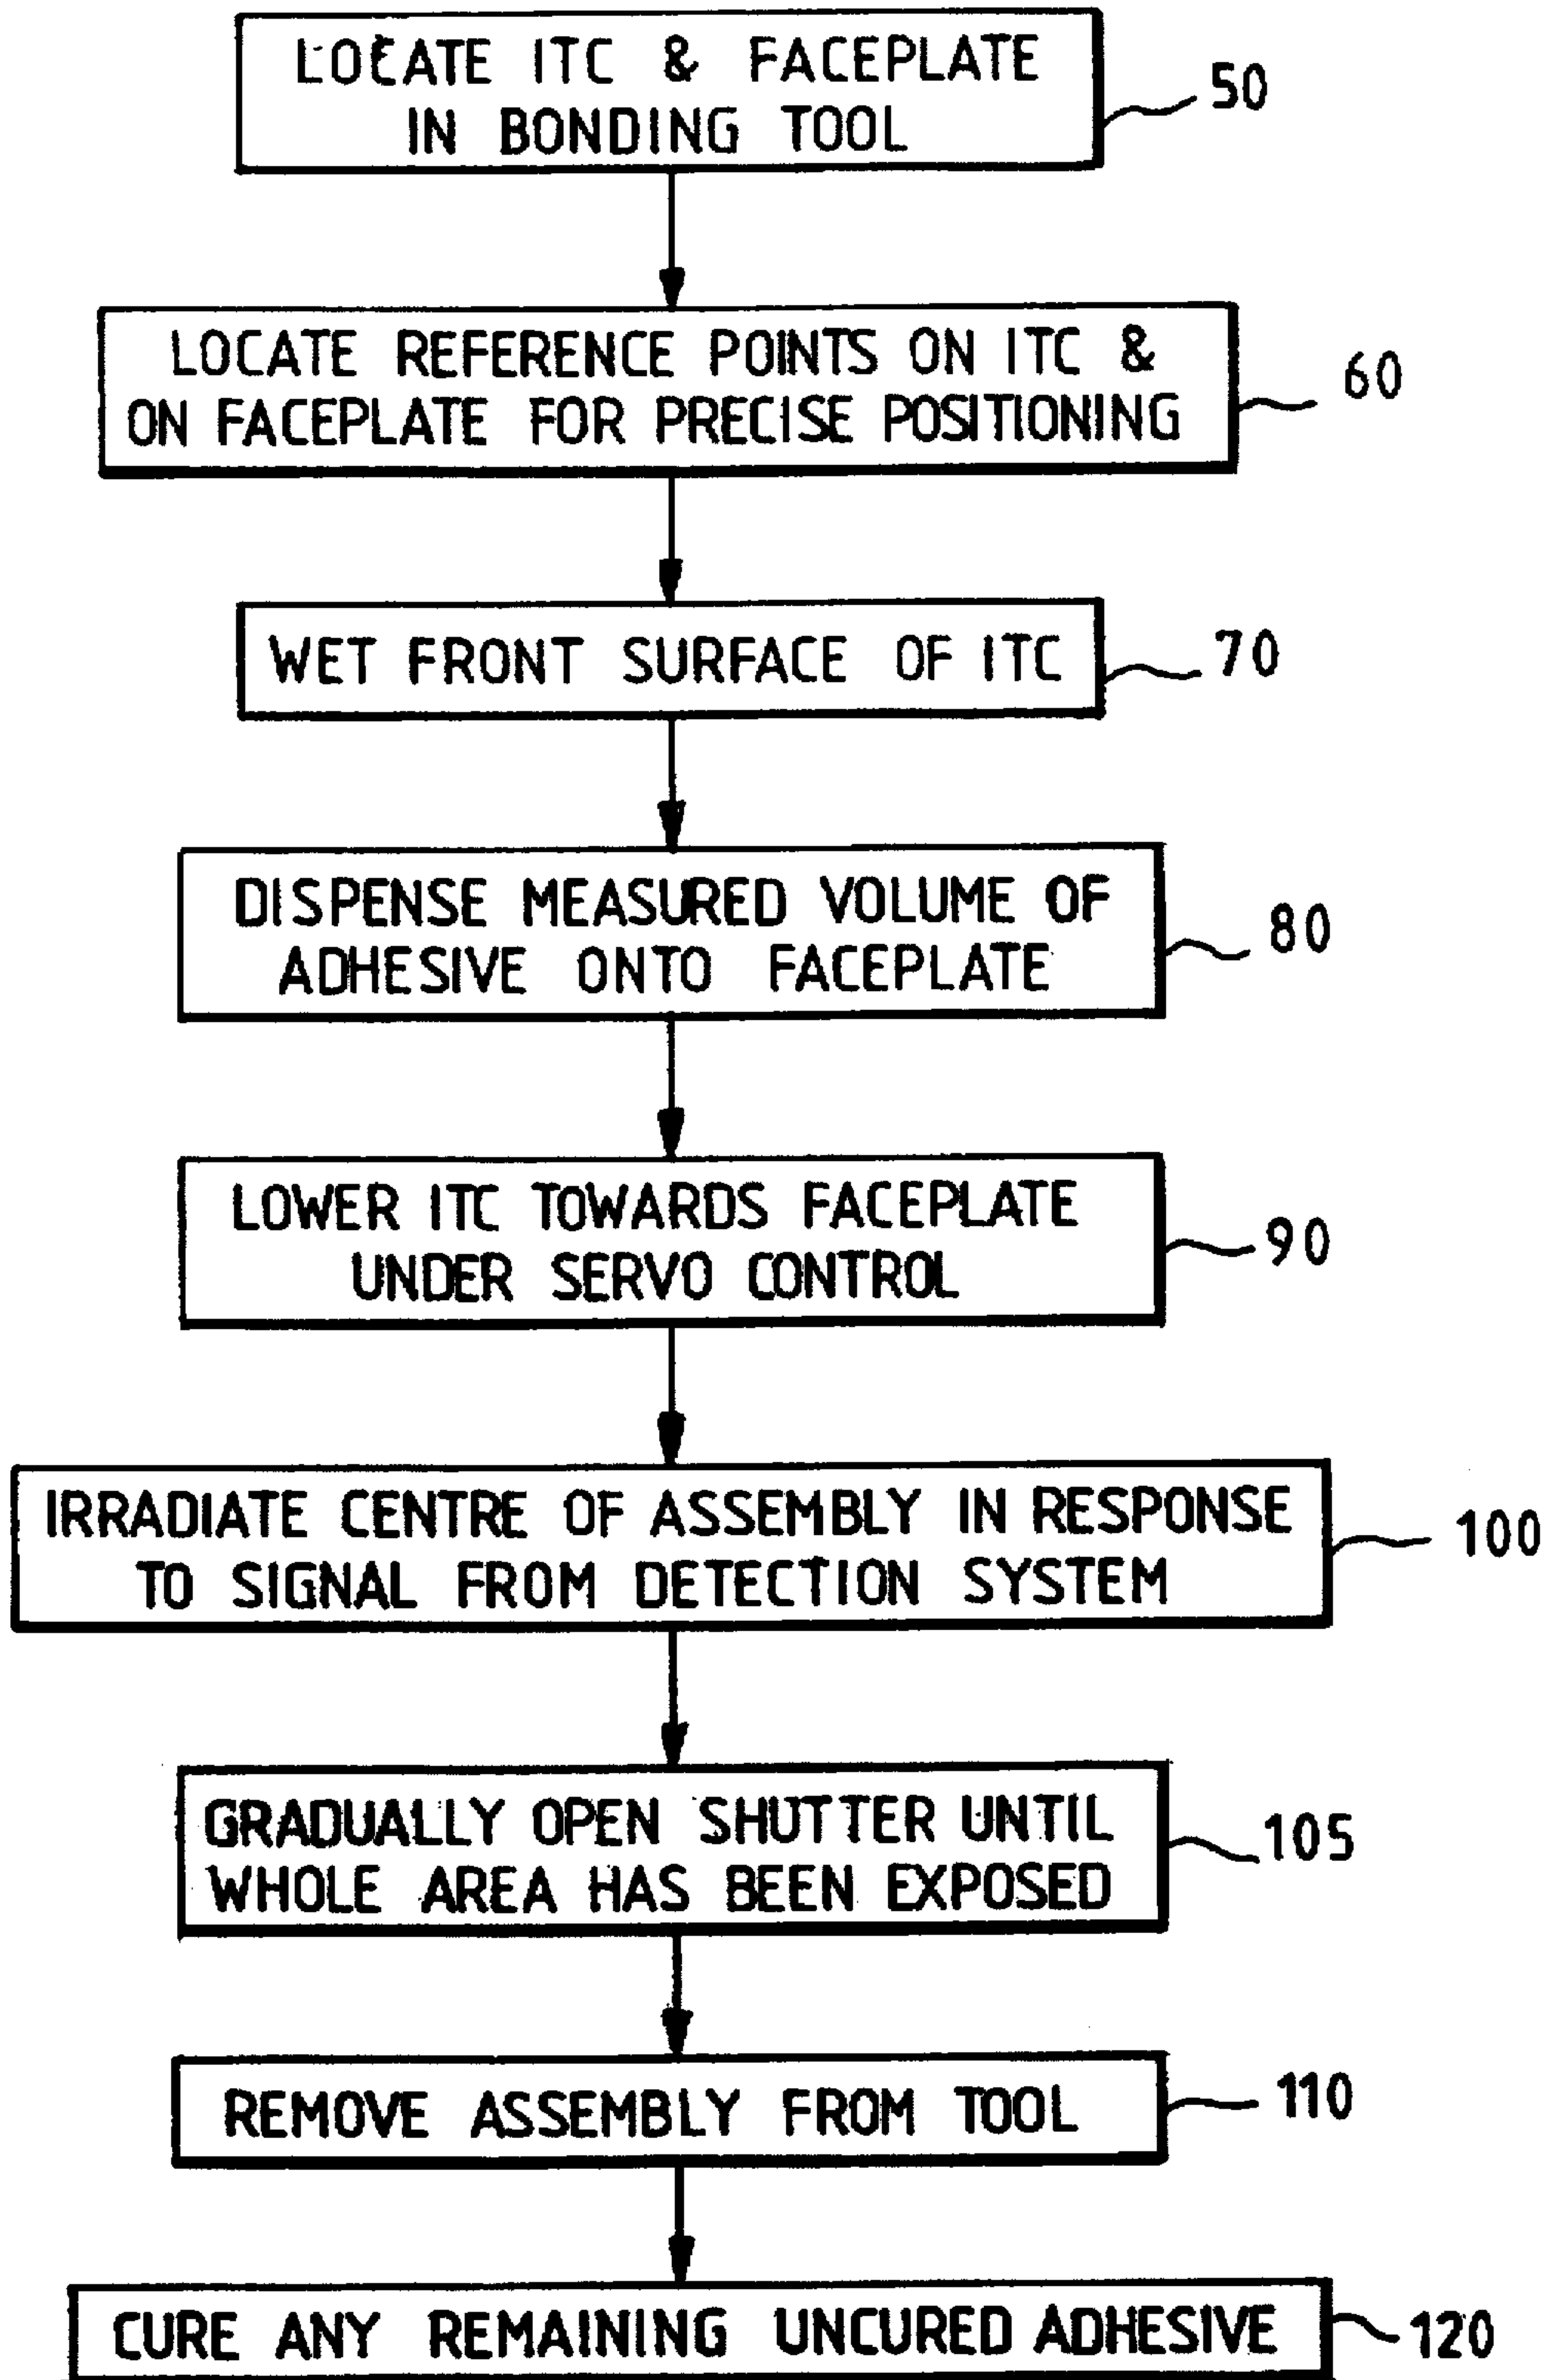 LOCATE ITC & FACEPLATE
IN BONDING TOOL
50
LOCATE REFERENCE POINTS ON ITC &
ON FACEPLATE FOR PRECISE POSITIONING
60
WET FRONT SURFACE OF ITC
70
DISPENSE MEASURED VOLUME OF
ADHESIVE ONTO FACEPLATE
80
LOWER ITC TOWARDS FACEPLATE
UNDER SERVO CONTROL
90
IRRADIATE CENTRE OF ASSEMBLY IN RESPONSE
TO SIGNAL FROM DETECTION SYSTEM
100
GRADUALLY OPEN SHUTTER UNTIL
WHOLE AREA HAS BEEN EXPOSED
105
REMOVE ASSEMBLY FROM TOOL
110
CURE ANY REMAINING UNCURED ADHESIVE
120